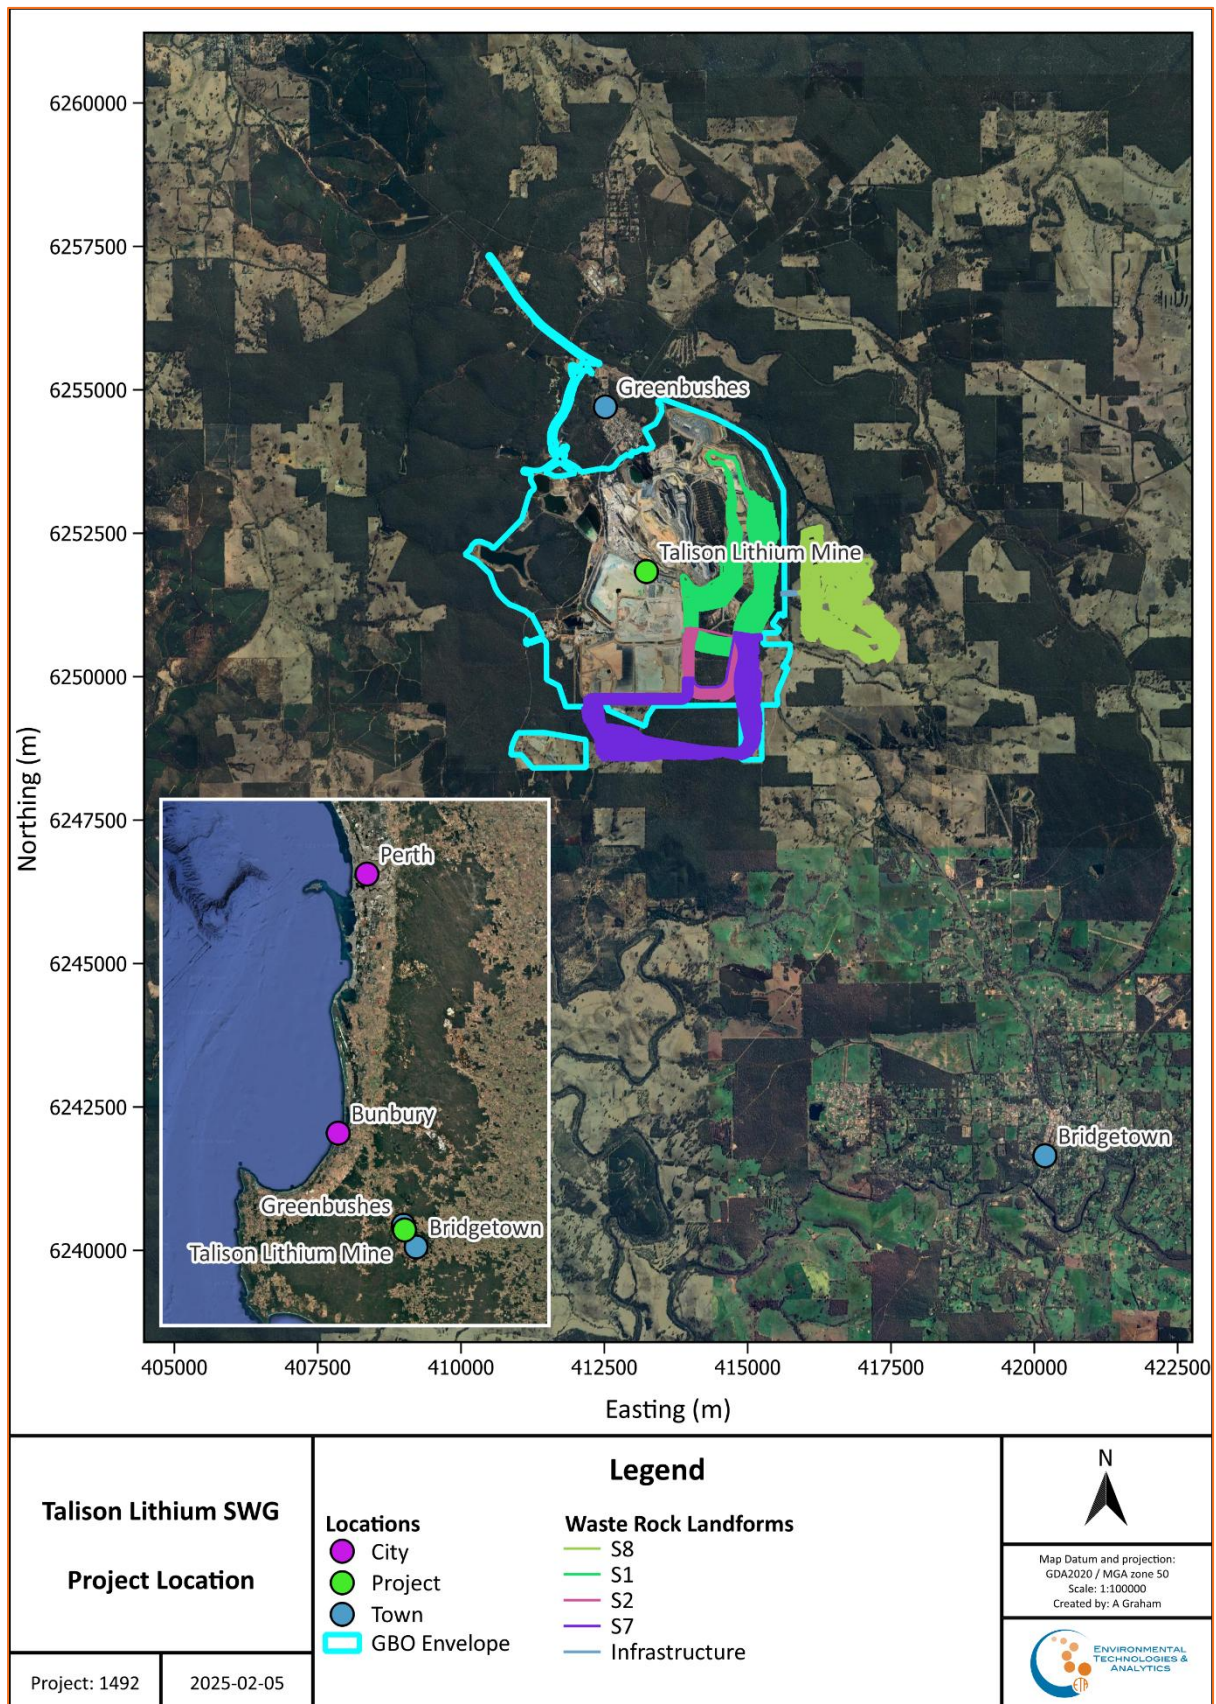 6260000
6257500
6255000
6252500
6250000
6247500
6245000
6242500
6240000
Northing (m)
Greenbushes
Talison Lithium Mine
Bridgetown
Perth
Bunbury
Greenbushes
Bridgetown
Talison Lithium Mine
405000
407500
410000
412500
415000
417500
420000
422500
Easting (m)
Talison Lithium SWG
Project Location
Project: 1492
2025-02-05
Legend
Locations
City
Project
Town
GBO Envelope
Waste Rock Landforms
S8
S1
S2
S7
Infrastructure
N
Map Datum and projection:
GDA2020 / MGA zone 50
Scale: 1:100000
Created by: A Graham
ETA
ENVIRONMENTAL
TECHNOLOGIES &
ANALYTICS